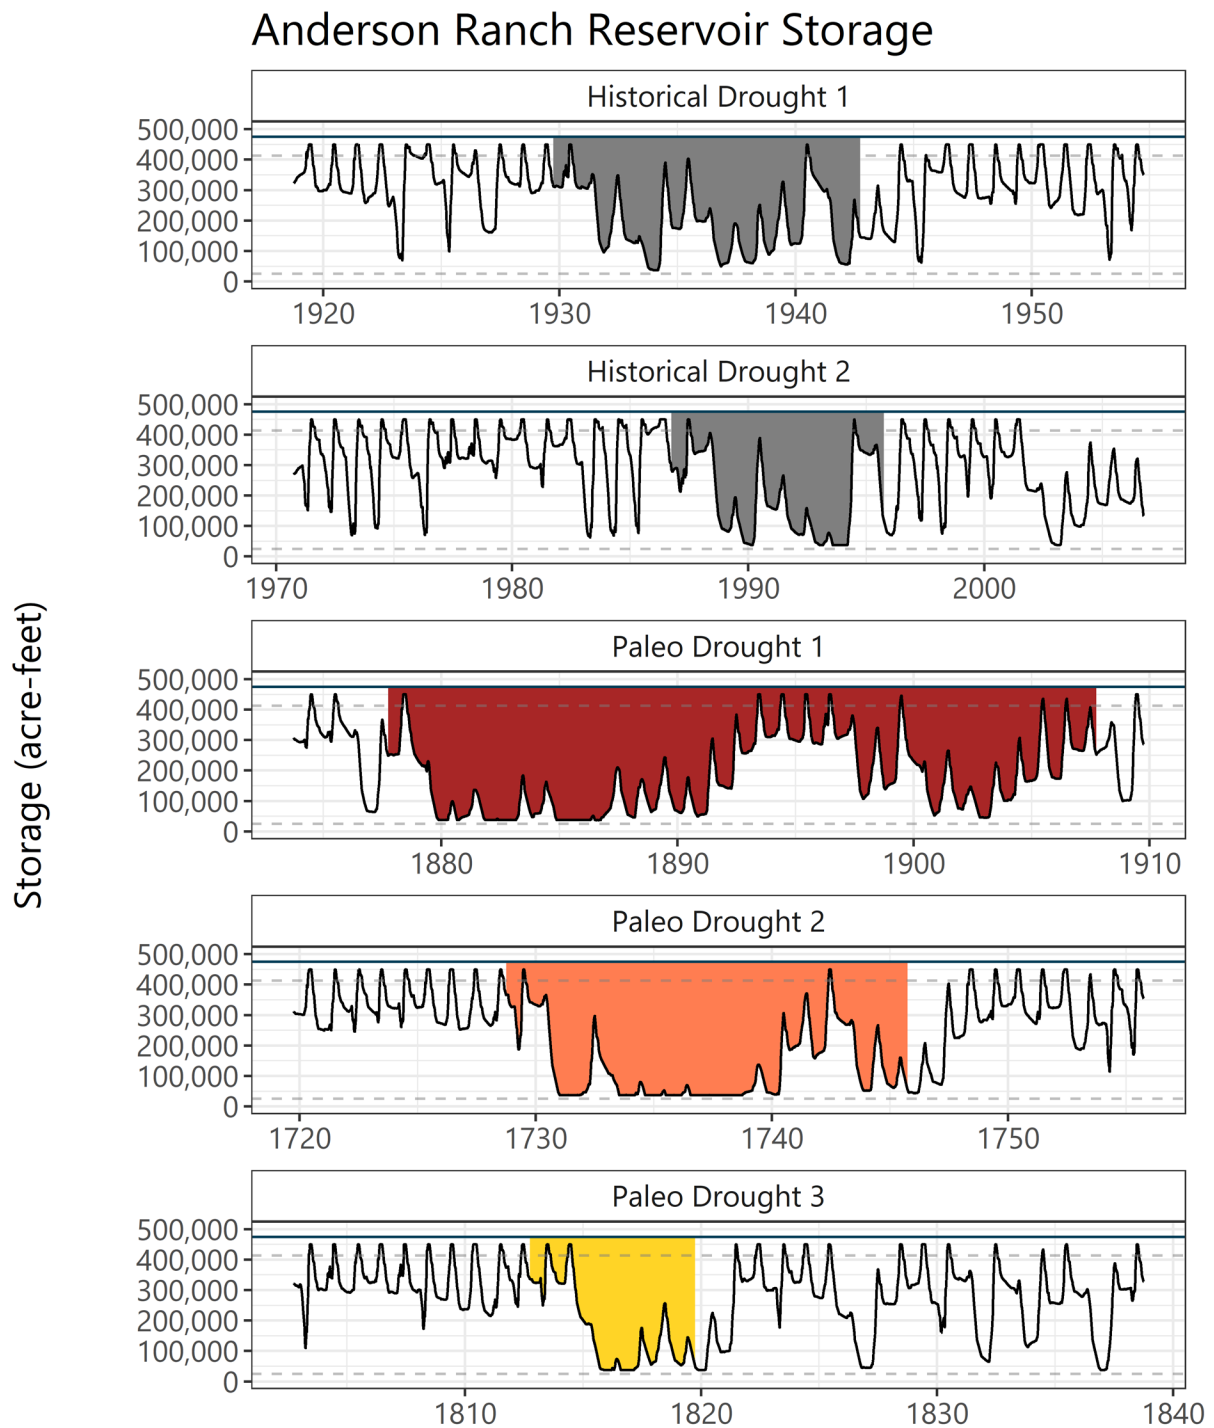 Anderson Ranch Reservoir Storage
Storage (acre-feet)
Historical Drought 1
500,000
400,000
300,000
200,000
100,000
0
1920 1930 1940 1950
Historical Drought 2
500,000
400,000
300,000
200,000
100,000
0
1970 1980 1990 2000
Paleo Drought 1
500,000
400,000
300,000
200,000
100,000
0
1880 1890 1900 1910
Paleo Drought 2
500,000
400,000
300,000
200,000
100,000
0
1720 1730 1740 1750
Paleo Drought 3
500,000
400,000
300,000
200,000
100,000
0
1810 1820 1830 1840